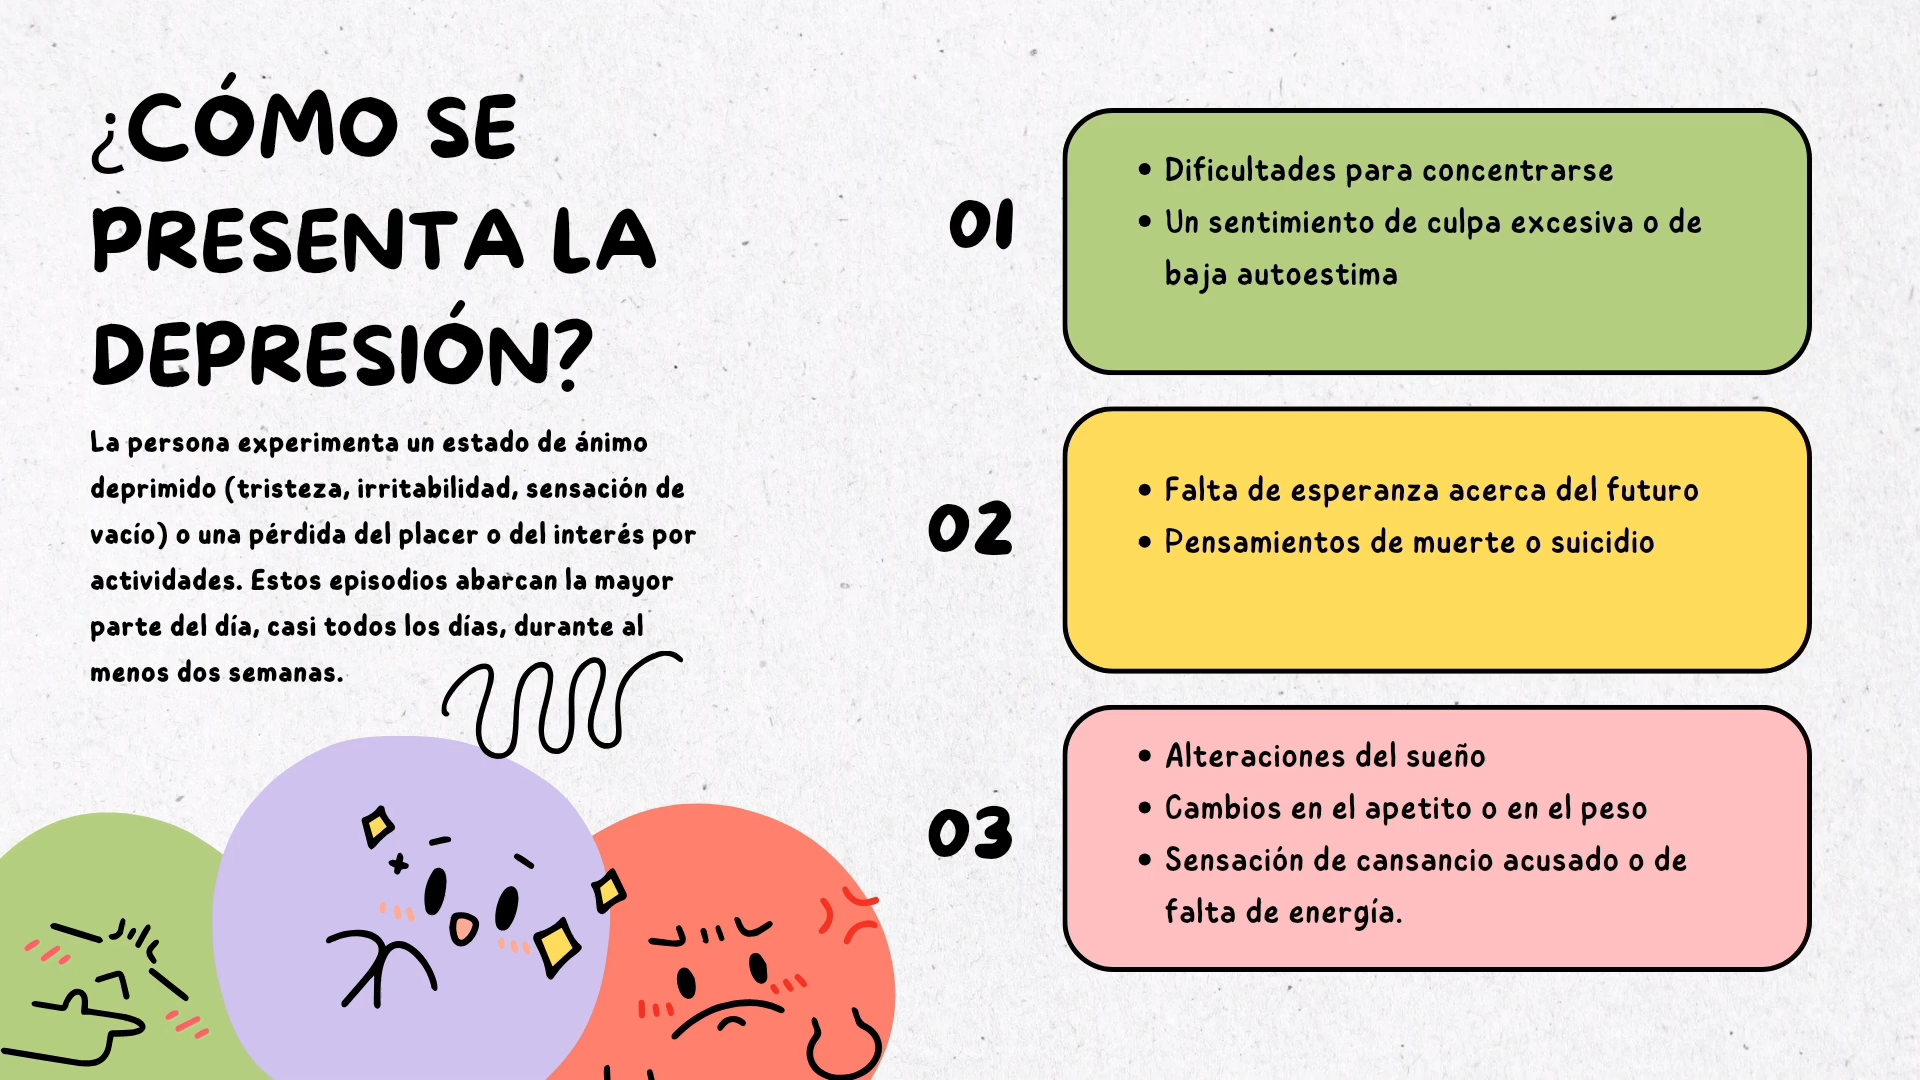 ¿CÓMO SE
PRESENTA LA
DEPRESIÓN?
La persona experimenta un estado de ánimo
deprimido (tristeza, irritabilidad, sensación de
vacío) o una pérdida del placer o del interés por
actividades. Estos episodios abarcan la mayor
parte del día, casi todos los días, durante al
menos dos semanas.
01
• Dificultades para concentrarse
• Un sentimiento de culpa excesiva o de
baja autoestima
02
• Falta de esperanza acerca del futuro
• Pensamientos de muerte o suicidio
03
• Alteraciones del sueño
• Cambios en el apetito o en el peso
• Sensación de cansancio acusado o de
falta de energía.